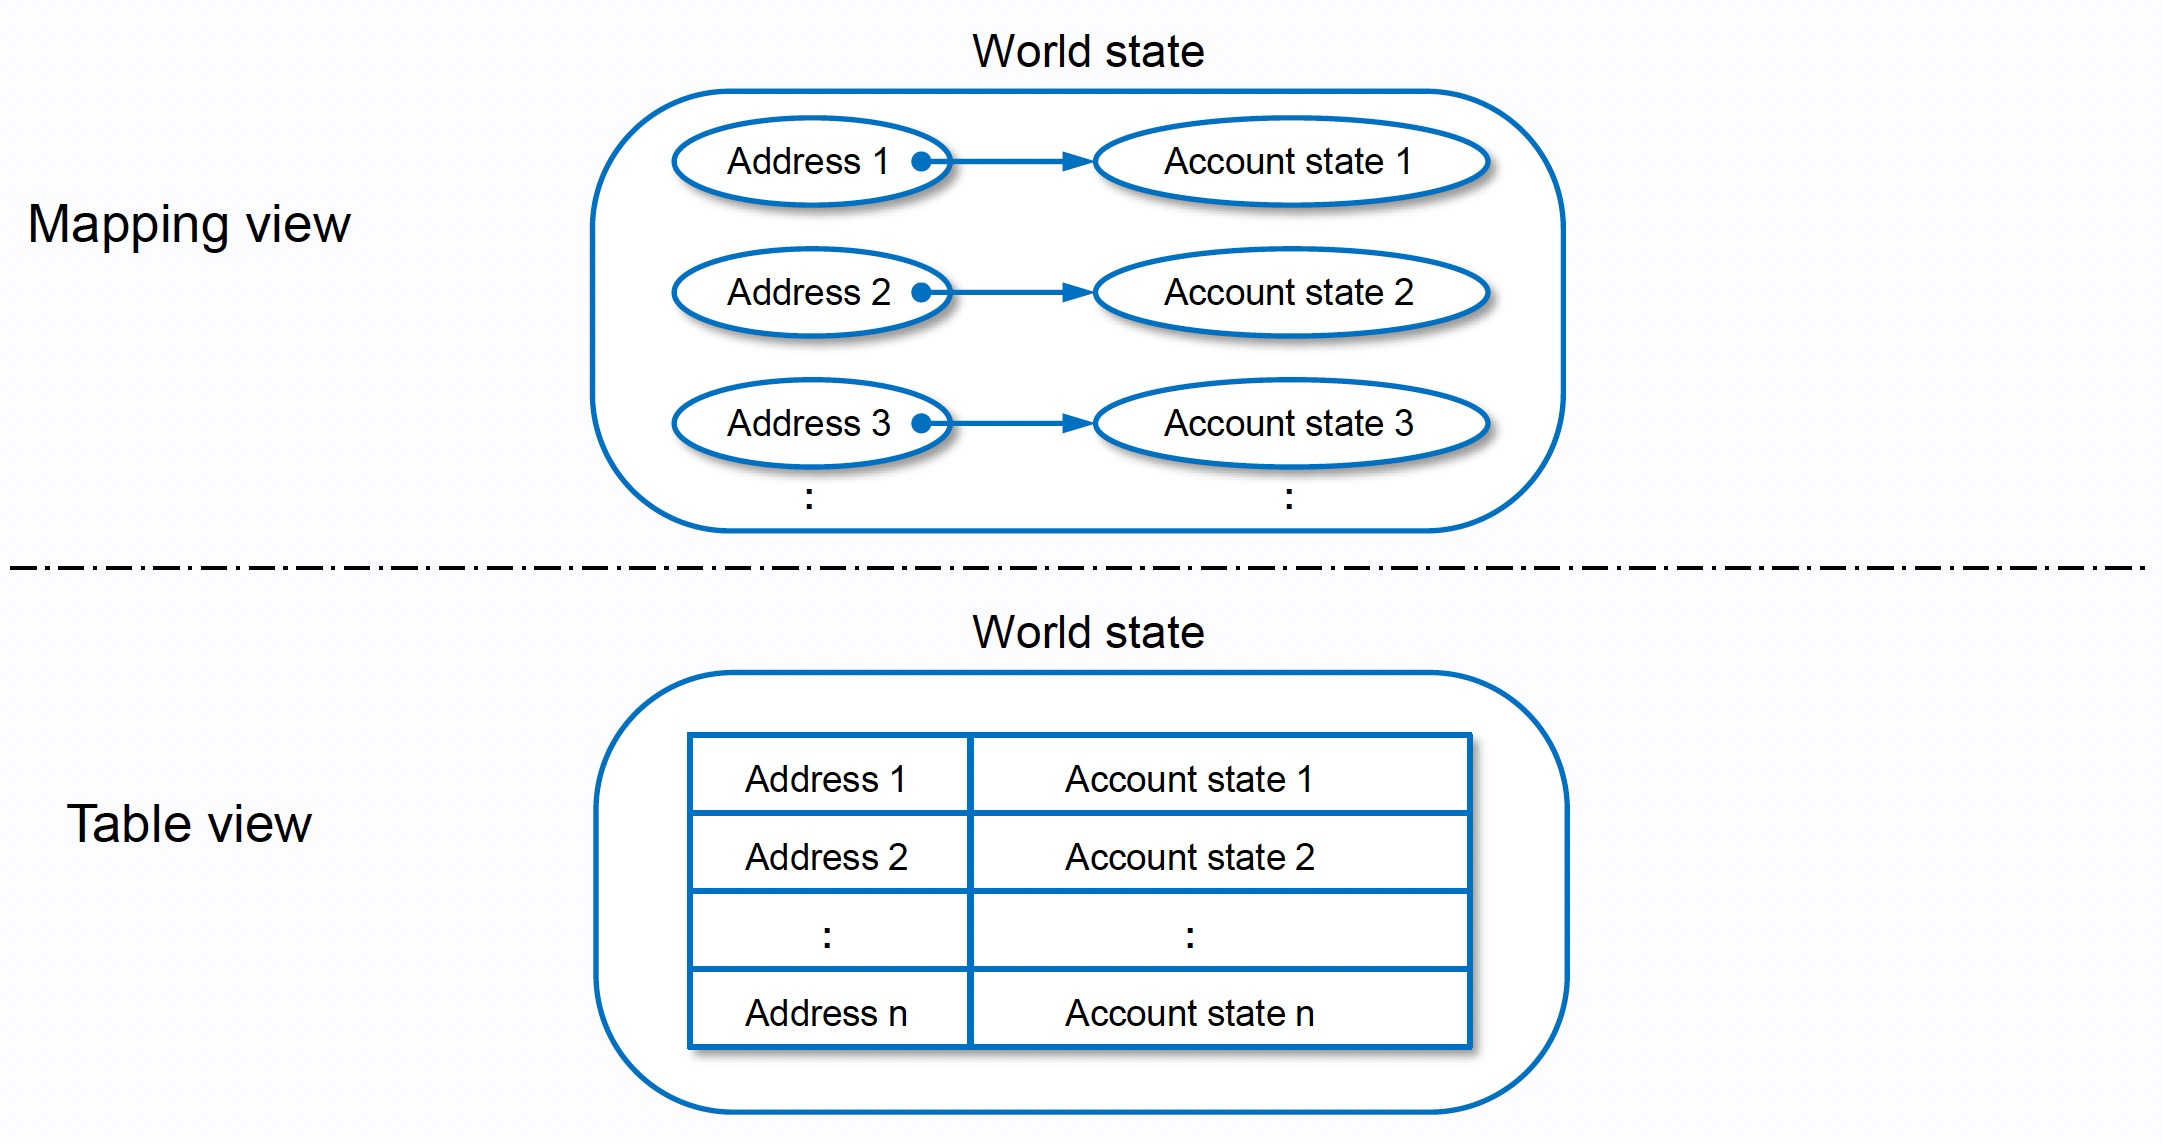 World state
Mapping view
Address 1 Account state 1
Address 2 Account state 2
Address 3 Account state 3
: :
World state
Table view
Address 1 Account state 1
Address 2 Account state 2
: :
Address n Account state n